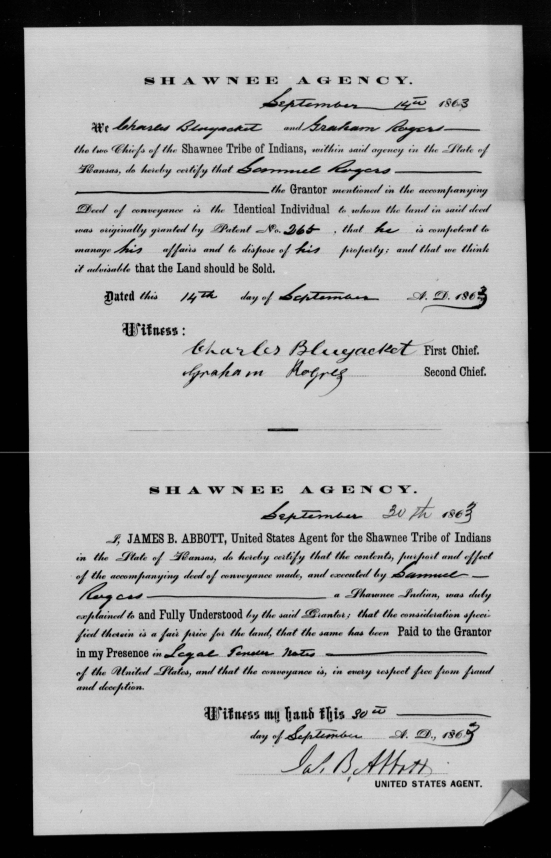 SHAWNEE AGENCY.
September 14th 1863
We Charles Bluejacket and Graham Rogers
the two Chiefs of the Shawnee Tribe of Indians, within said agency in the State of
Kansas, do hereby certify that Sammuel Rogers
the Grantor mentioned in the accompanying
Deed of conveyance is the Identical Individual to whom the land in said deed
was originally granted by Patent No. 265, that he is competent to
manage his affairs and to dispose of his property; and that we think
it advisable that the Land should be Sold.
Dated this 14th day of September A. D. 1863
Witness:
Charles Bluejacket First Chief.
Graham Second Chief.
SHAWNEE AGENCY.
September 30th 1863
I, JAMES B. ABBOTT, United States Agent for the Shawnee Tribe of Indians
in the State of Kansas, do hereby certify that the contents, purport and effect
of the accompanying deed of conveyance made, and executed by Samuel
Rogers a Shawnee Indian, was duly
explained to and Fully Understood by the said Grantor; that the consideration speci-
fied therein is a fair price for the land, that the same has been Paid to the Grantor
in my Presence in Legal Tender Notes
of the United States, and that the conveyance is, in every respect free from fraud
and deception.
Witness my hand this 30th
day of September A. D., 1863
Jas. B. Abbott
UNITED STATES AGENT.